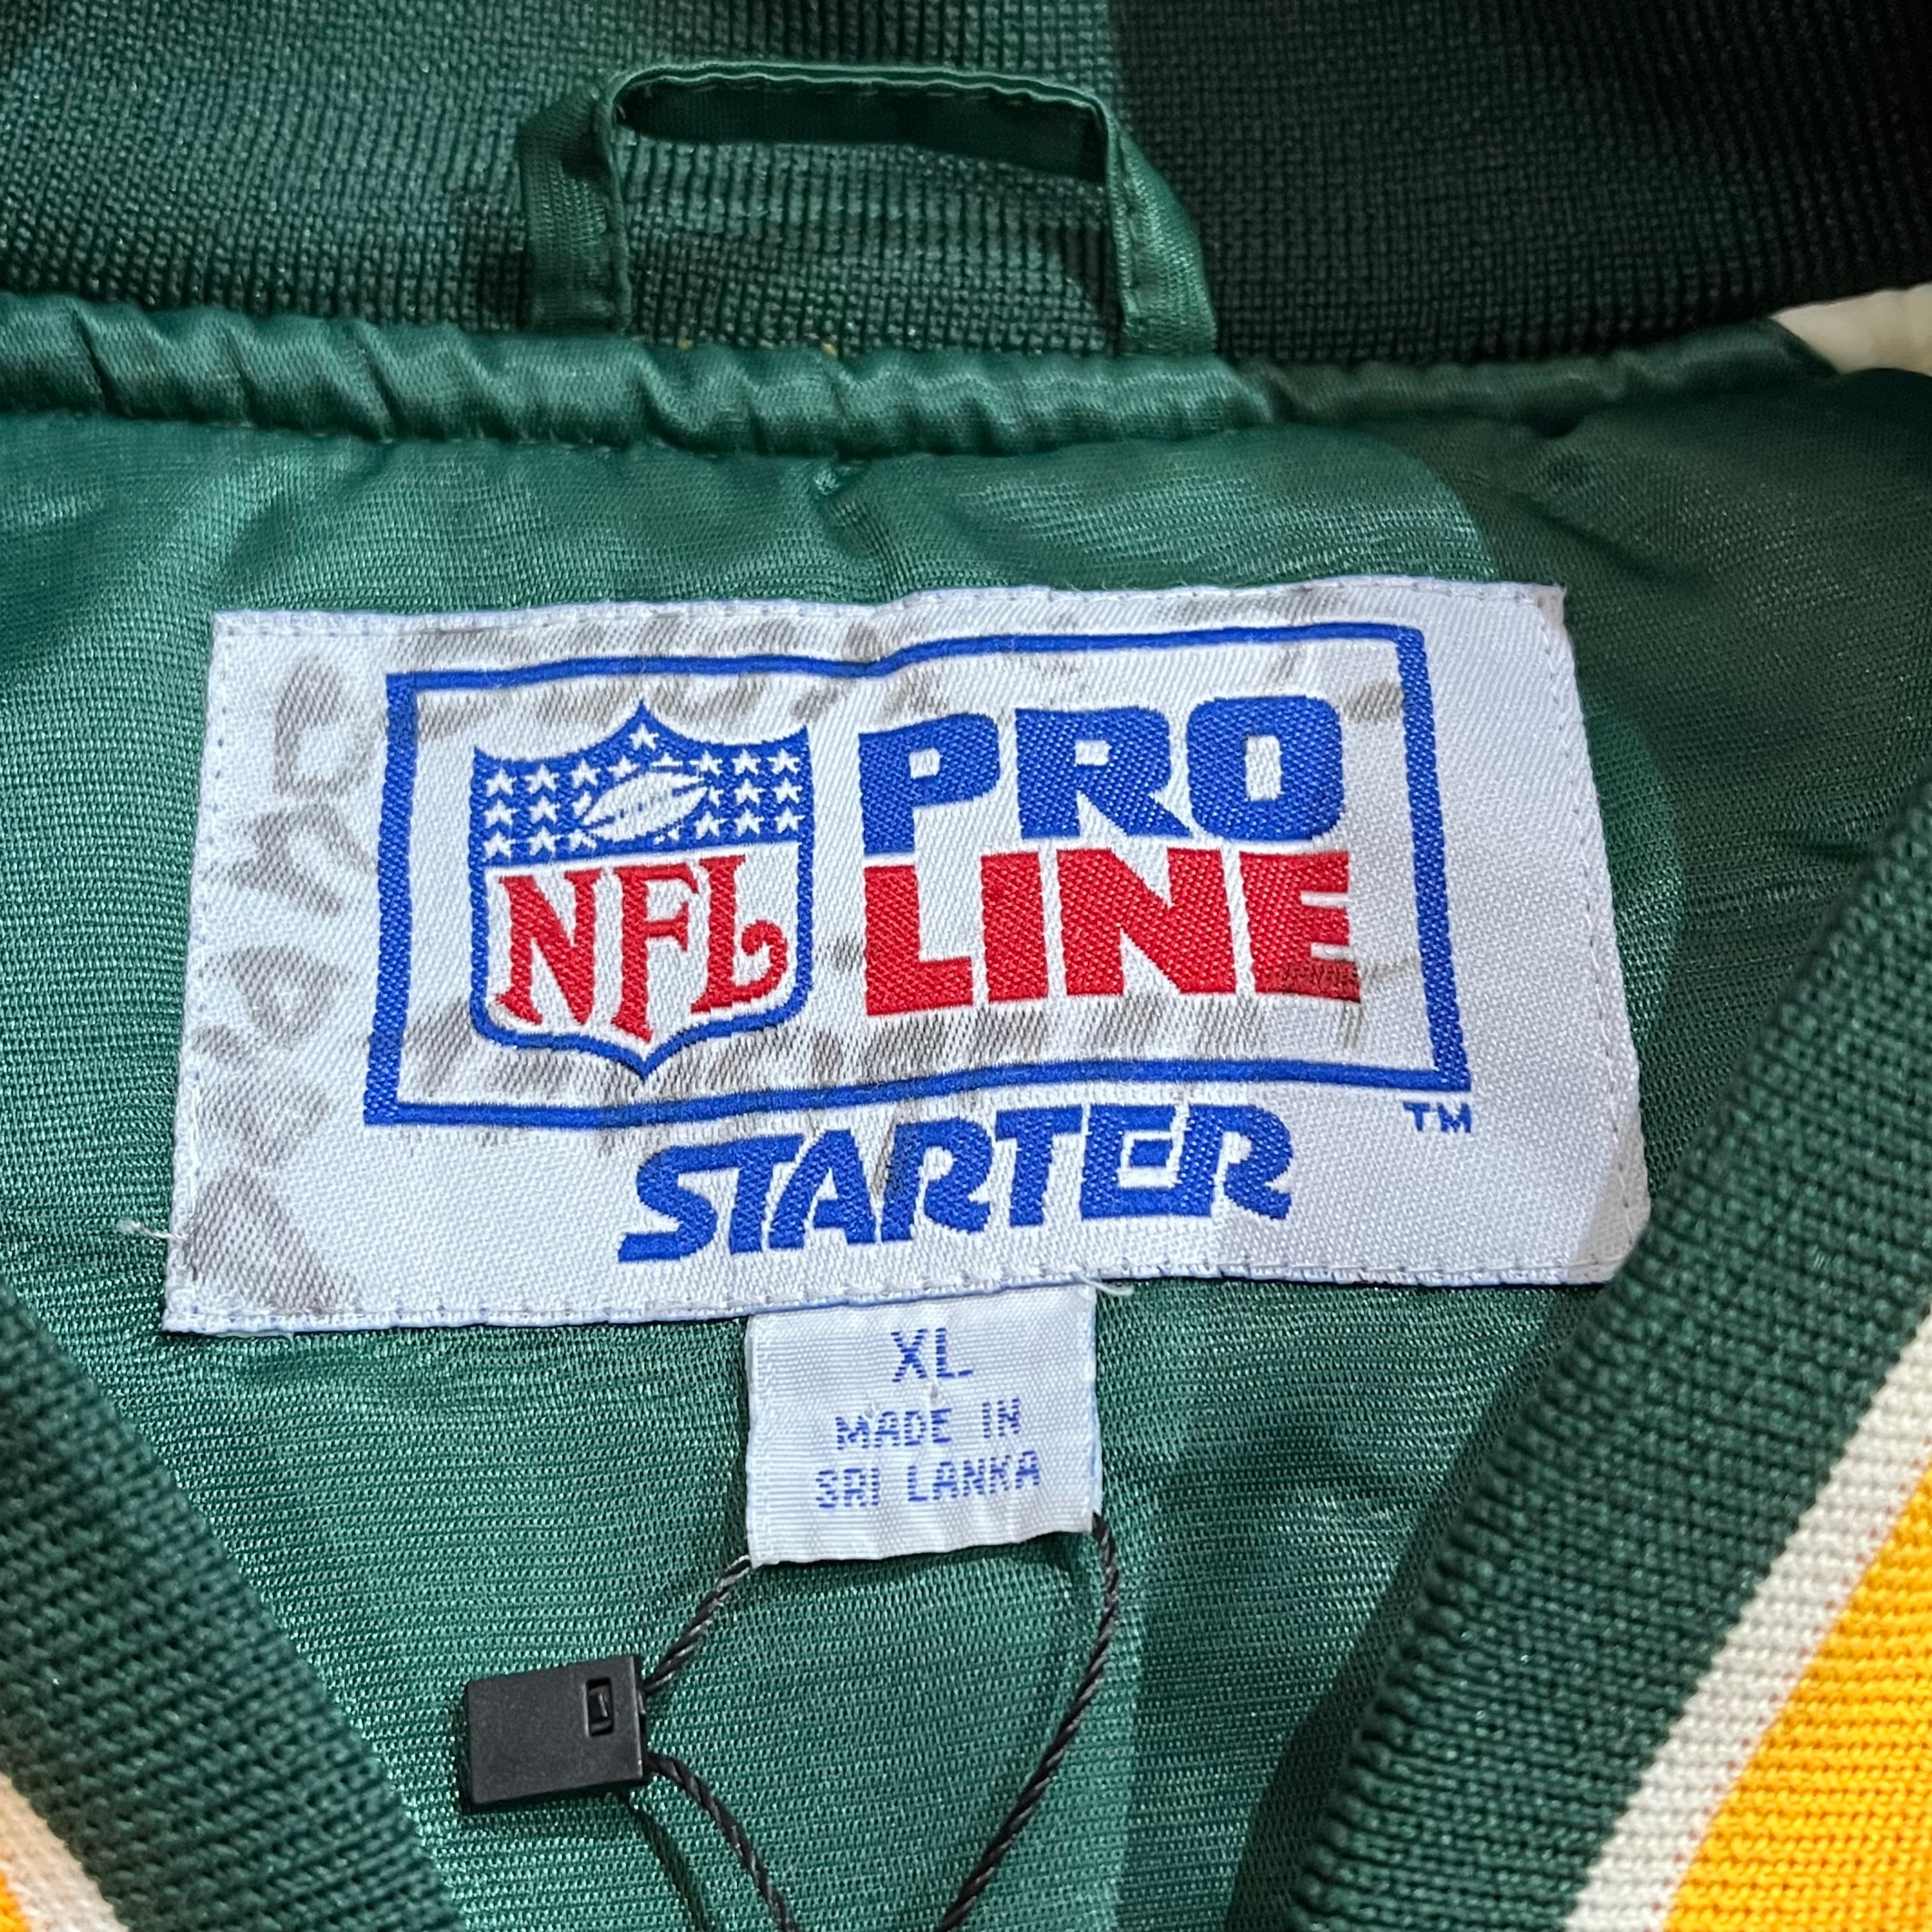 NFL
PRO
LINE
TM
STARTER
XL
MADE IN
SRI LANKA